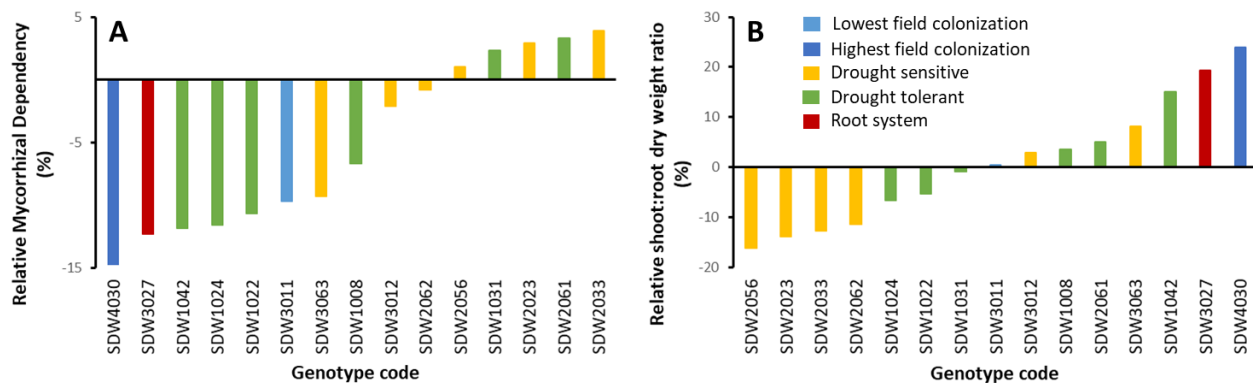 A
Relative Mycorrhizal Dependency
(%)
5
-5
-15
SDW4030
SDW3027
SDW1042
SDW1024
SDW1022
SDW3011
SDW3063
SDW1008
SDW3012
SDW2062
SDW2056
SDW1031
SDW2023
SDW2061
SDW2033
Genotype code
B
Lowest field colonization
Highest field colonization
Drought sensitive
Drought tolerant
Root system
Relative shoot:root dry weight ratio
(%)
30
20
10
0
-10
-20
SDW2056
SDW2023
SDW2033
SDW2062
SDW1024
SDW1022
SDW1031
SDW3011
SDW3012
SDW1008
SDW2061
SDW3063
SDW1042
SDW3027
SDW4030
Genotype code